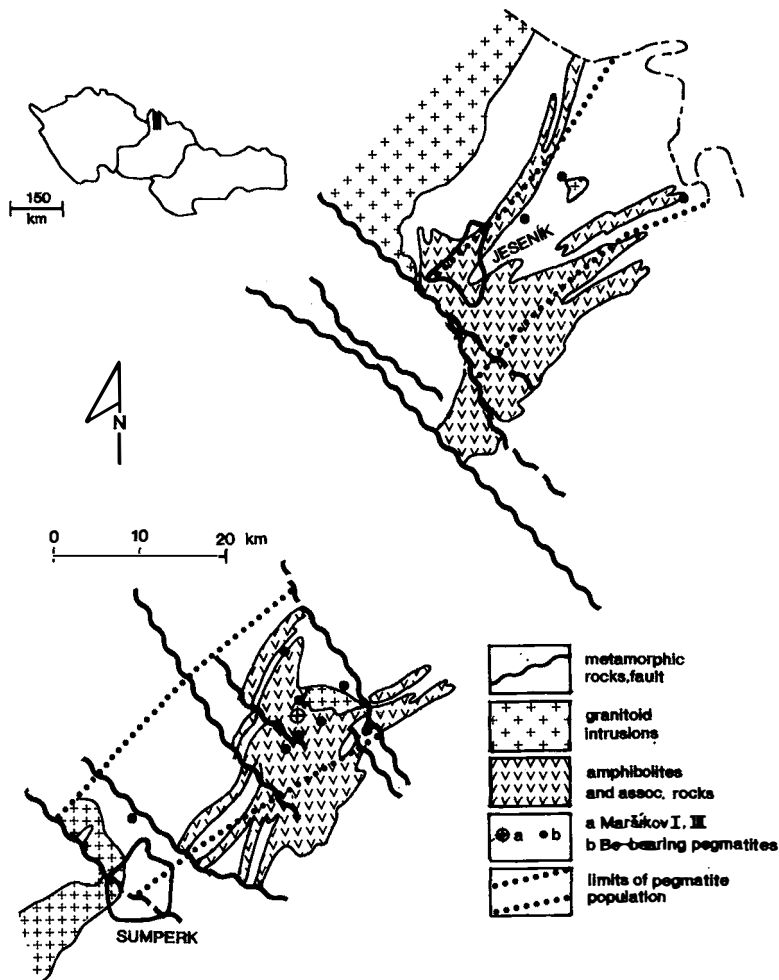 150
km
JESENÍK
N
0 10 20 km
SUMPERK
metamorphic
rocks, fault
granitoid
intrusions
amphibolites
and assoc. rocks
a b
a Maršíkov I, III
b Be-bearing pegmatites
limits of pegmatite
population